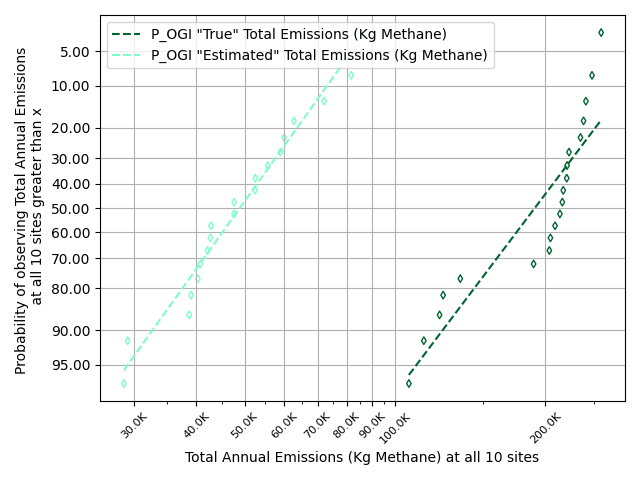 P_OGI "True" Total Emissions (Kg Methane)
P_OGI "Estimated" Total Emissions (Kg Methane)
Probability of observing Total Annual Emissions
at all 10 sites greater than x
5.00
10.00
20.00
30.00
40.00
50.00
60.00
70.00
80.00
90.00
95.00
30.0K
40.0K
50.0K
60.0K
70.0K
80.0K
90.0K
100.0K
200.0K
Total Annual Emissions (Kg Methane) at all 10 sites